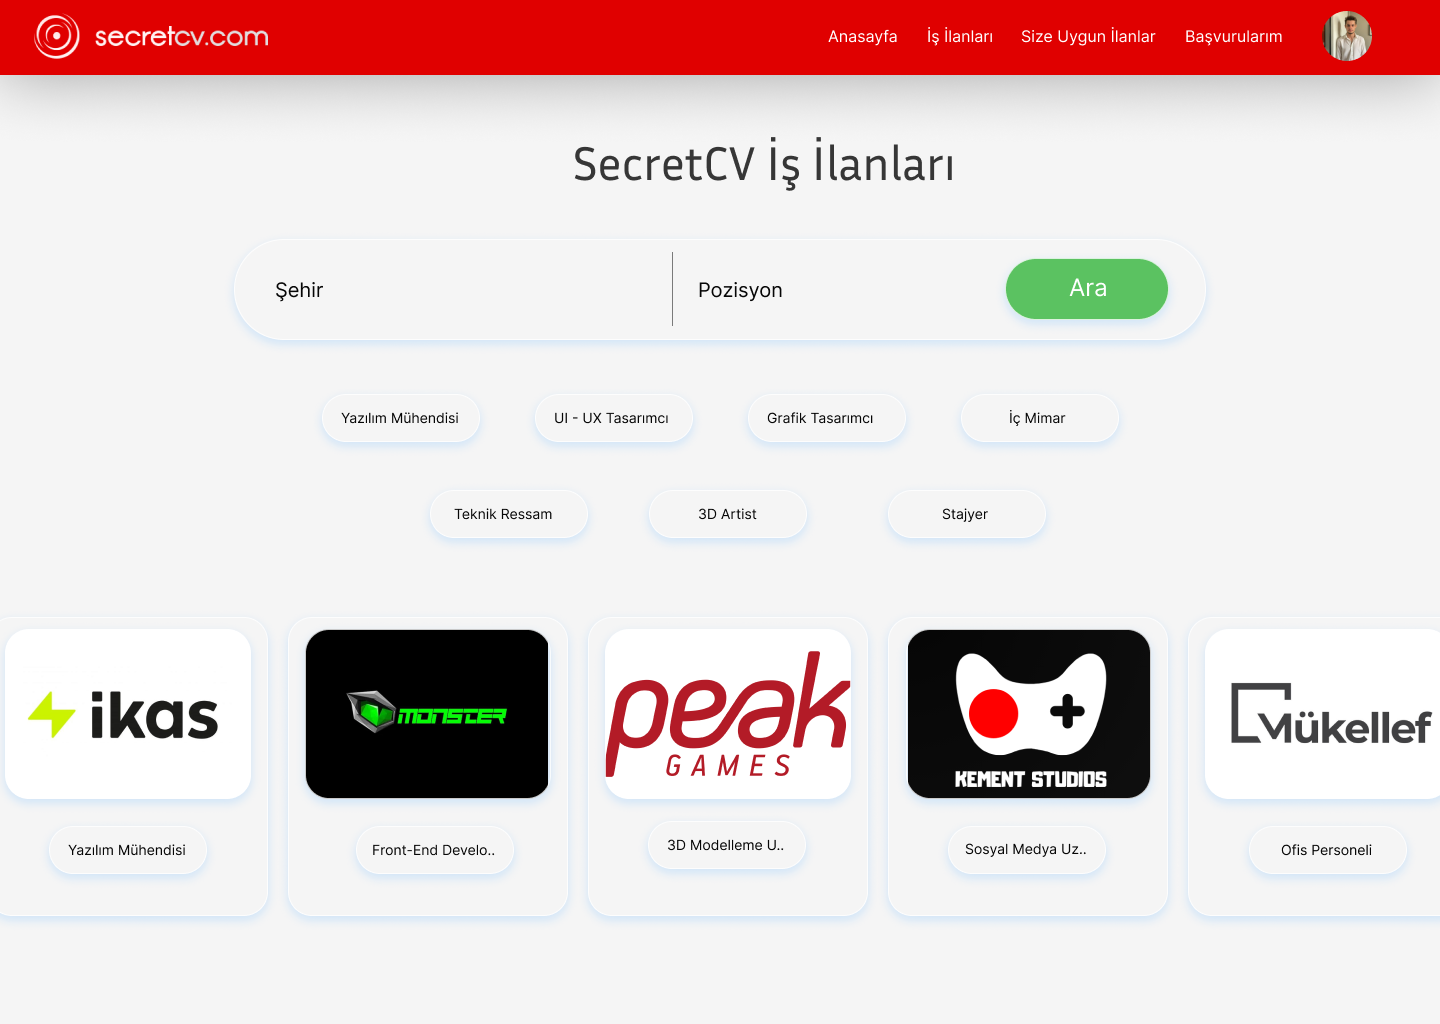 secretcv.com
Anasayfa İş İlanları Size Uygun İlanlar Başvurularım
SecretCV İş İlanları
Şehir Pozisyon Ara
Yazılım Mühendisi UI - UX Tasarımcı Grafik Tasarımcı İç Mimar
Teknik Ressam 3D Artist Stajyer
ikas
MONSTER
peak
GAMES
KEMENT STUDIOS
Mükellef
Yazılım Mühendisi Front-End Develo.. 3D Modelleme U.. Sosyal Medya Uz.. Ofis Personeli